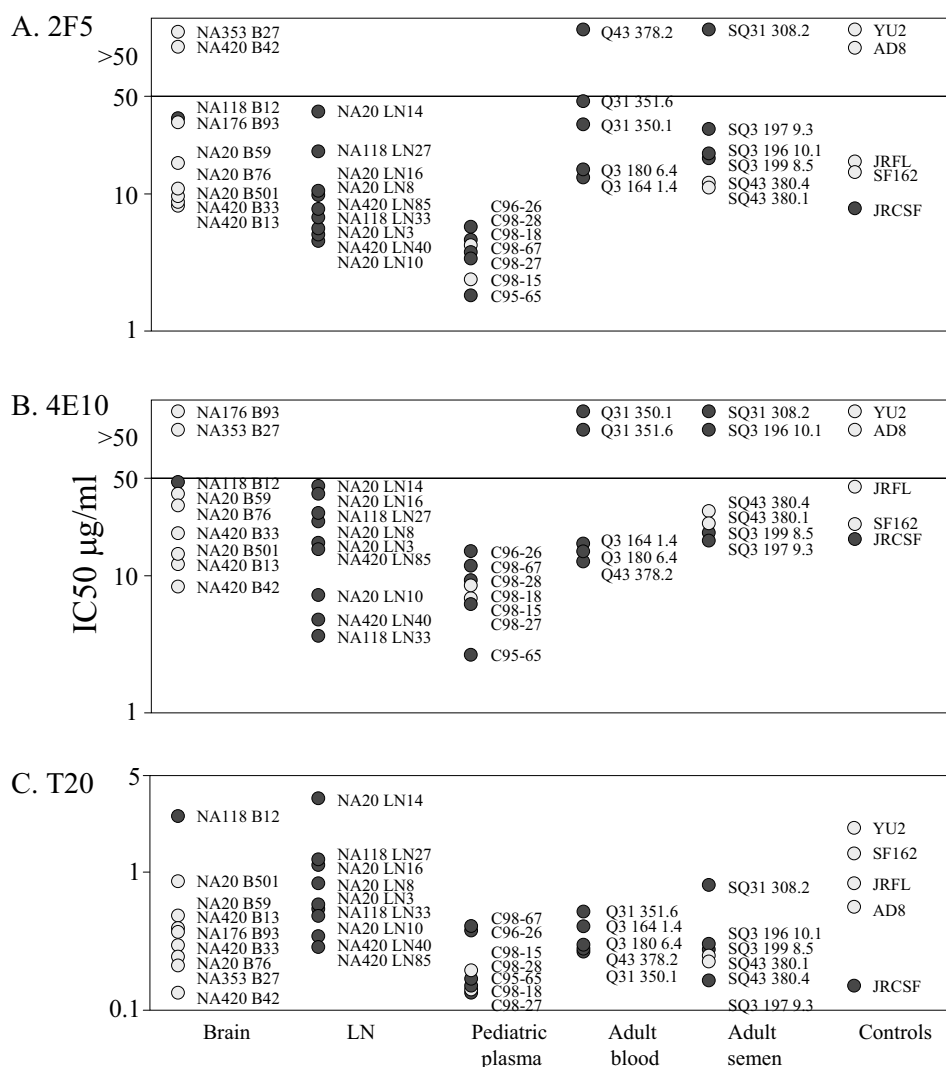 A. 2F5
>50
50
10
1
NA353 B27
NA420 B42
NA118 B12
NA176 B93
NA20 B59
NA20 B76
NA20 B501
NA420 B33
NA420 B13
NA20 LN14
NA118 LN27
NA20 LN16
NA20 LN8
NA420 LN85
NA118 LN33
NA20 LN3
NA420 LN40
NA20 LN10
C96-26
C98-28
C98-18
C98-67
C98-27
C98-15
C95-65
Q43 378.2
Q31 351.6
Q31 350.1
Q3 180 6.4
Q3 164 1.4
SQ31 308.2
SQ3 197 9.3
SQ3 196 10.1
SQ3 199 8.5
SQ43 380.4
SQ43 380.1
YU2
AD8
JRFL
SF162
JRCSF
B. 4E10
IC50 µg/ml
>50
50
10
1
NA176 B93
NA353 B27
NA118 B12
NA20 B59
NA20 B76
NA420 B33
NA20 B501
NA420 B13
NA420 B42
NA20 LN14
NA20 LN16
NA118 LN27
NA20 LN8
NA20 LN3
NA420 LN85
NA20 LN10
NA420 LN40
NA118 LN33
C96-26
C98-67
C98-28
C98-18
C98-15
C98-27
C95-65
Q31 350.1
Q31 351.6
Q3 164 1.4
Q3 180 6.4
Q43 378.2
SQ31 308.2
SQ3 196 10.1
SQ43 380.4
SQ43 380.1
SQ3 199 8.5
SQ3 197 9.3
YU2
AD8
JRFL
SF162
JRCSF
C. T20
5
1
0.1
NA118 B12
NA20 B501
NA20 B59
NA420 B13
NA176 B93
NA420 B33
NA20 B76
NA353 B27
NA420 B42
NA20 LN14
NA118 LN27
NA20 LN16
NA20 LN8
NA20 LN3
NA118 LN33
NA20 LN10
NA420 LN40
NA420 LN85
C98-67
C96-26
C98-15
C98-28
C95-65
C98-18
C98-27
Q31 351.6
Q3 164 1.4
Q3 180 6.4
Q43 378.2
Q31 350.1
SQ31 308.2
SQ3 196 10.1
SQ3 199 8.5
SQ43 380.1
SQ43 380.4
SQ3 197 9.3
YU2
SF162
JRFL
AD8
JRCSF
Brain
LN
Pediatric
plasma
Adult
blood
Adult
semen
Controls